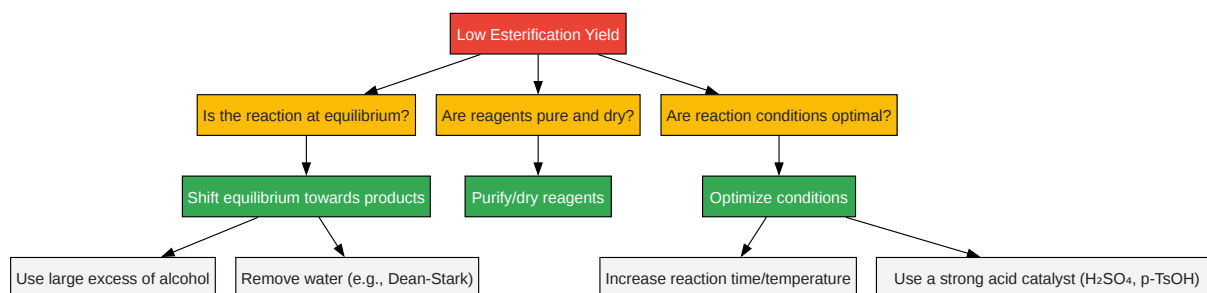 Low Esterification Yield
Is the reaction at equilibrium?
Are reagents pure and dry?
Are reaction conditions optimal?
Shift equilibrium towards products
Purify/dry reagents
Optimize conditions
Use large excess of alcohol
Remove water (e.g., Dean-Stark)
Increase reaction time/temperature
Use a strong acid catalyst (H₂SO₄, p-TsOH)